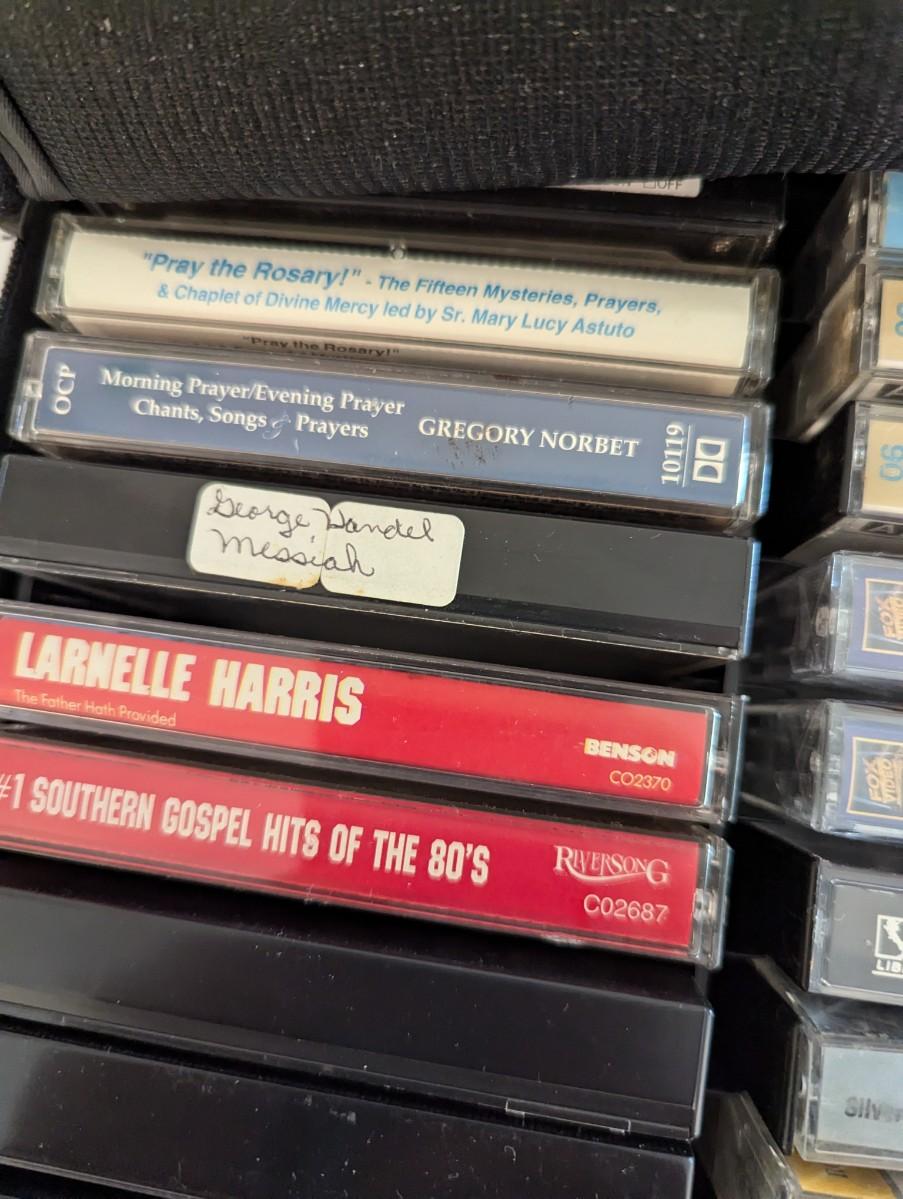 OFF
"Pray the Rosary!" - The Fifteen Mysteries, Prayers,
& Chaplet of Divine Mercy led by Sr. Mary Lucy Astuto
"Pray the Rosary!"
OCP
Morning Prayer/Evening Prayer
Chants, Songs & Prayers
GREGORY NORBET
10119
George Handel
Messiah
LARNELLE HARRIS
The Father Hath Provided
BENSON
CO2370
#1 SOUTHERN GOSPEL HITS OF THE 80'S
RIVERSONG
C02687
90
FOX
VIDEO
FOX
VIDEO
LIB
Silver